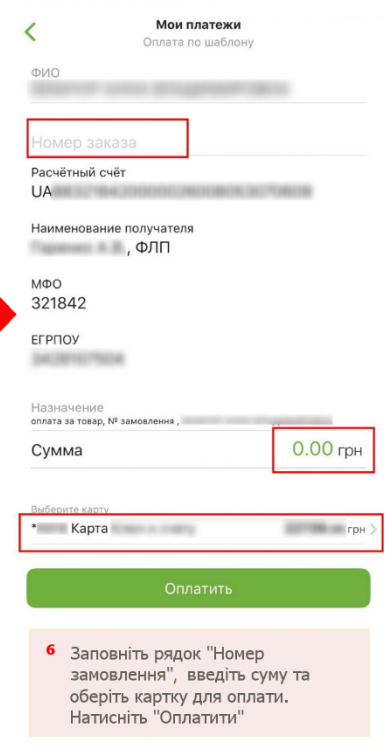 Мои платежи
Оплата по шаблону
ФИО
Номер заказа
Расчётный счёт
UA
Наименование получателя
, ФЛП
МФО
321842
ЕГРПОУ
Назначение
оплата за товар, № замовлення ,
Сумма 0.00 грн
Выберите карту
* Карта грн
Оплатить
6 Заповніть рядок "Номер
замовлення", введіть суму та
оберіть картку для оплати.
Натисніть "Оплатити"